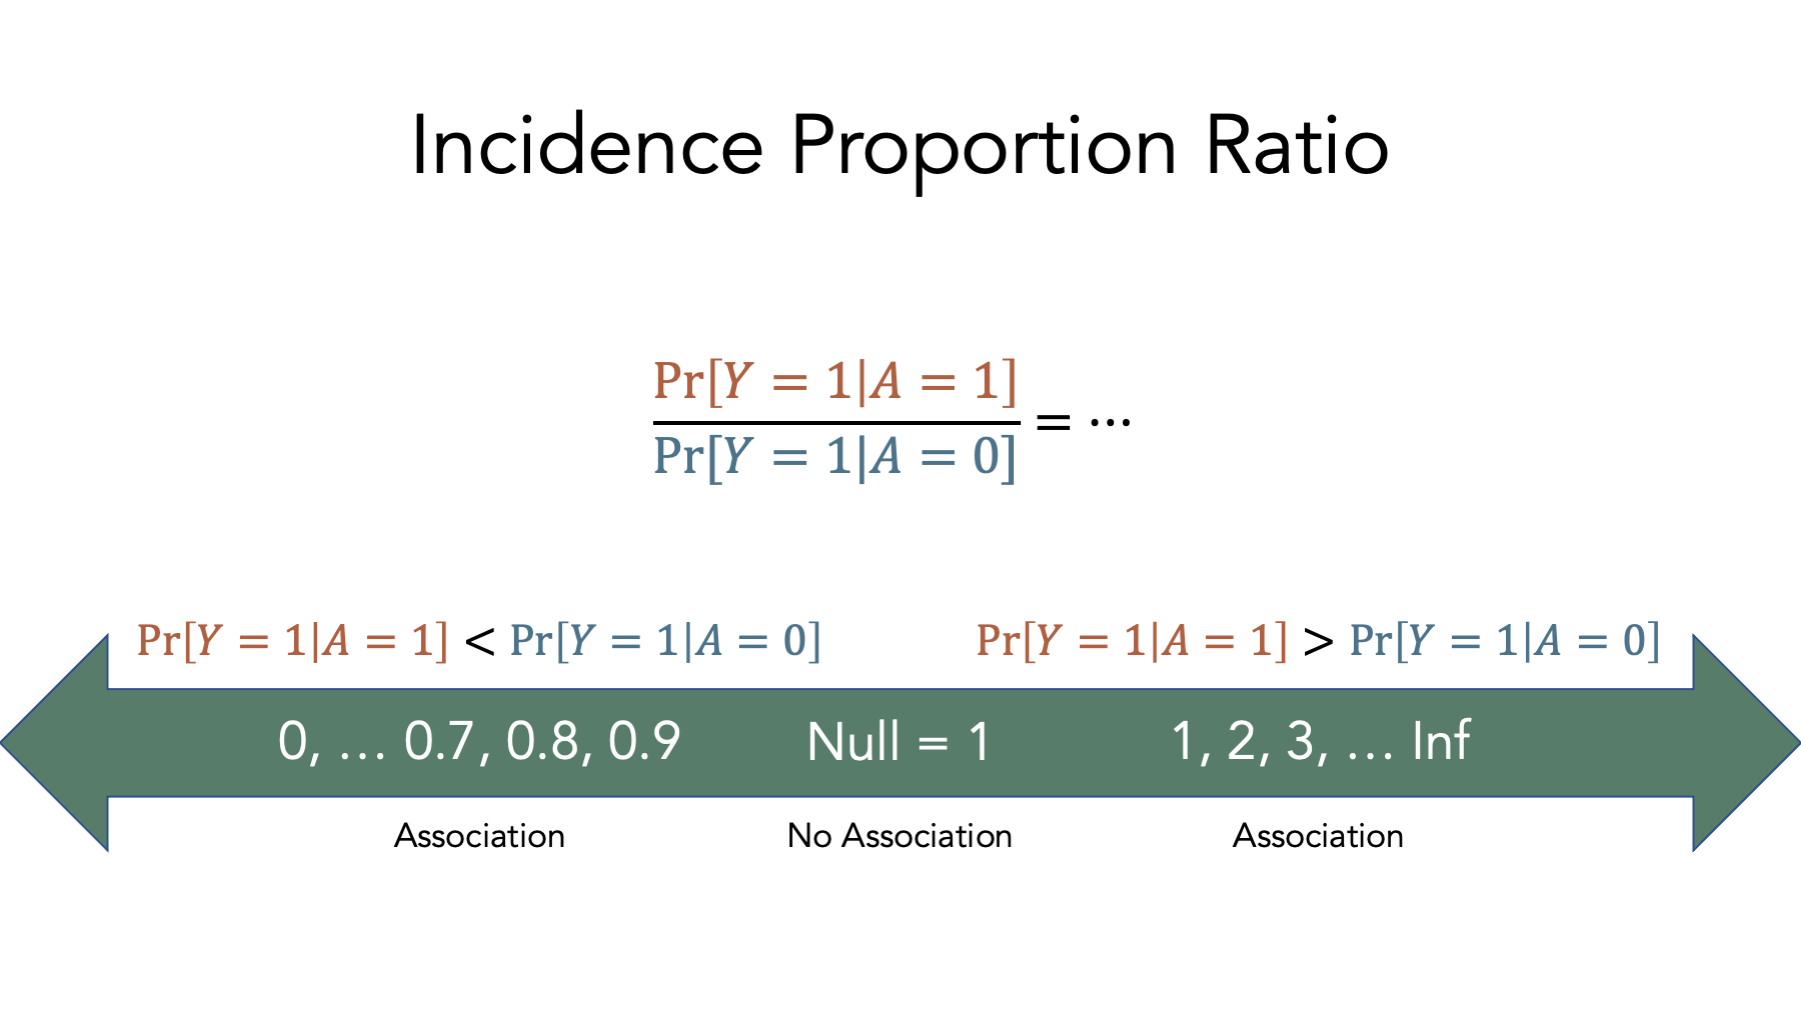 Incidence Proportion Ratio
Pr[Y = 1|A = 1]
Pr[Y = 1|A = 0]
= ⋯
Pr[Y = 1|A = 1] < Pr[Y = 1|A = 0]
Pr[Y = 1|A = 1] > Pr[Y = 1|A = 0]
0, … 0.7, 0.8, 0.9
Null = 1
1, 2, 3, … Inf
Association
No Association
Association